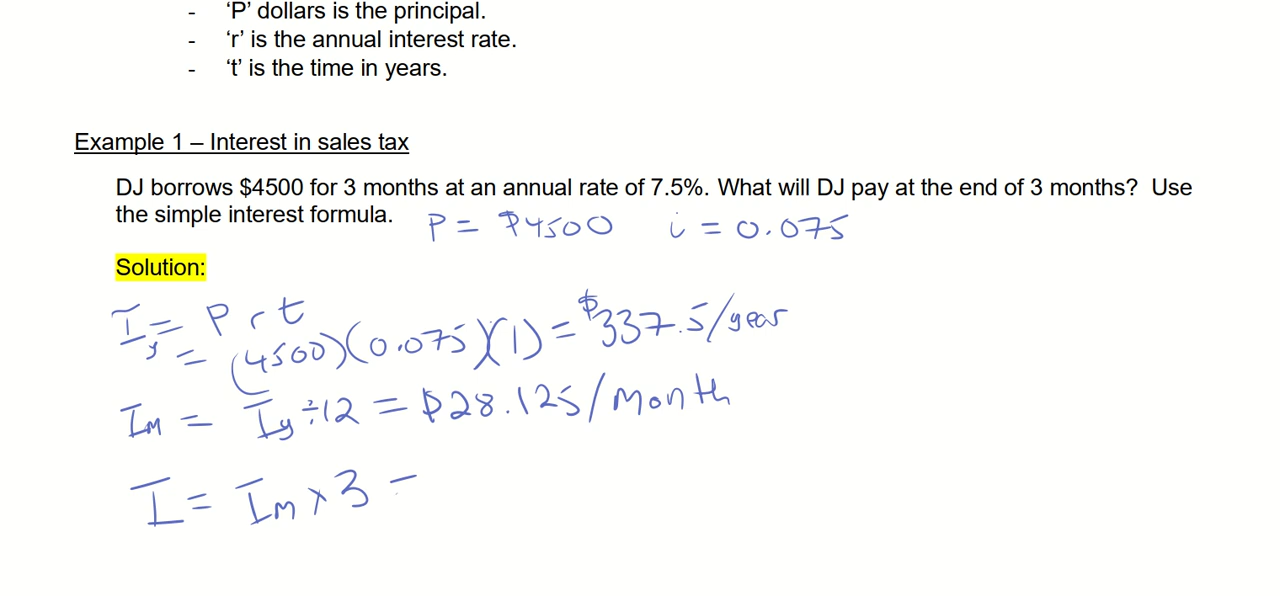 - 'P' dollars is the principal.
- 'r' is the annual interest rate.
- 't' is the time in years.
Example 1 – Interest in sales tax
DJ borrows $4500 for 3 months at an annual rate of 7.5%. What will DJ pay at the end of 3 months? Use
the simple interest formula. P = $4500 i = 0.075
Solution:
Iy = P r t
= (4500)(0.075)(1) = $337.5/year
IM = Iy ÷ 12 = $28.125/month
I = IM × 3 =